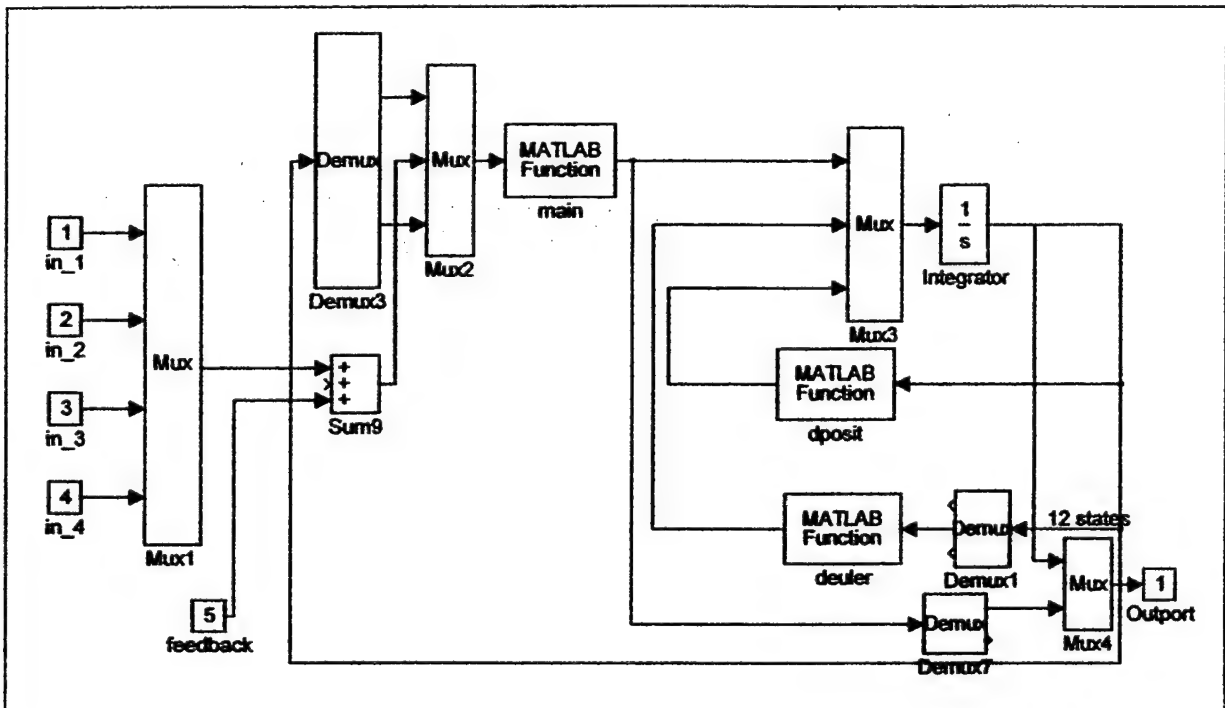 Demux
Demux3
Mux
Mux2
MATLAB
Function
main
1
in_1
2
in_2
3
in_3
4
in_4
Mux
Mux1
+
+
+
Sum9
5
feedback
Mux
Mux3
1
s
Integrator
MATLAB
Function
dposit
MATLAB
Function
deuler
Demux
Demux1
12 states
Demux
Demux7
Mux
Mux4
1
Outport